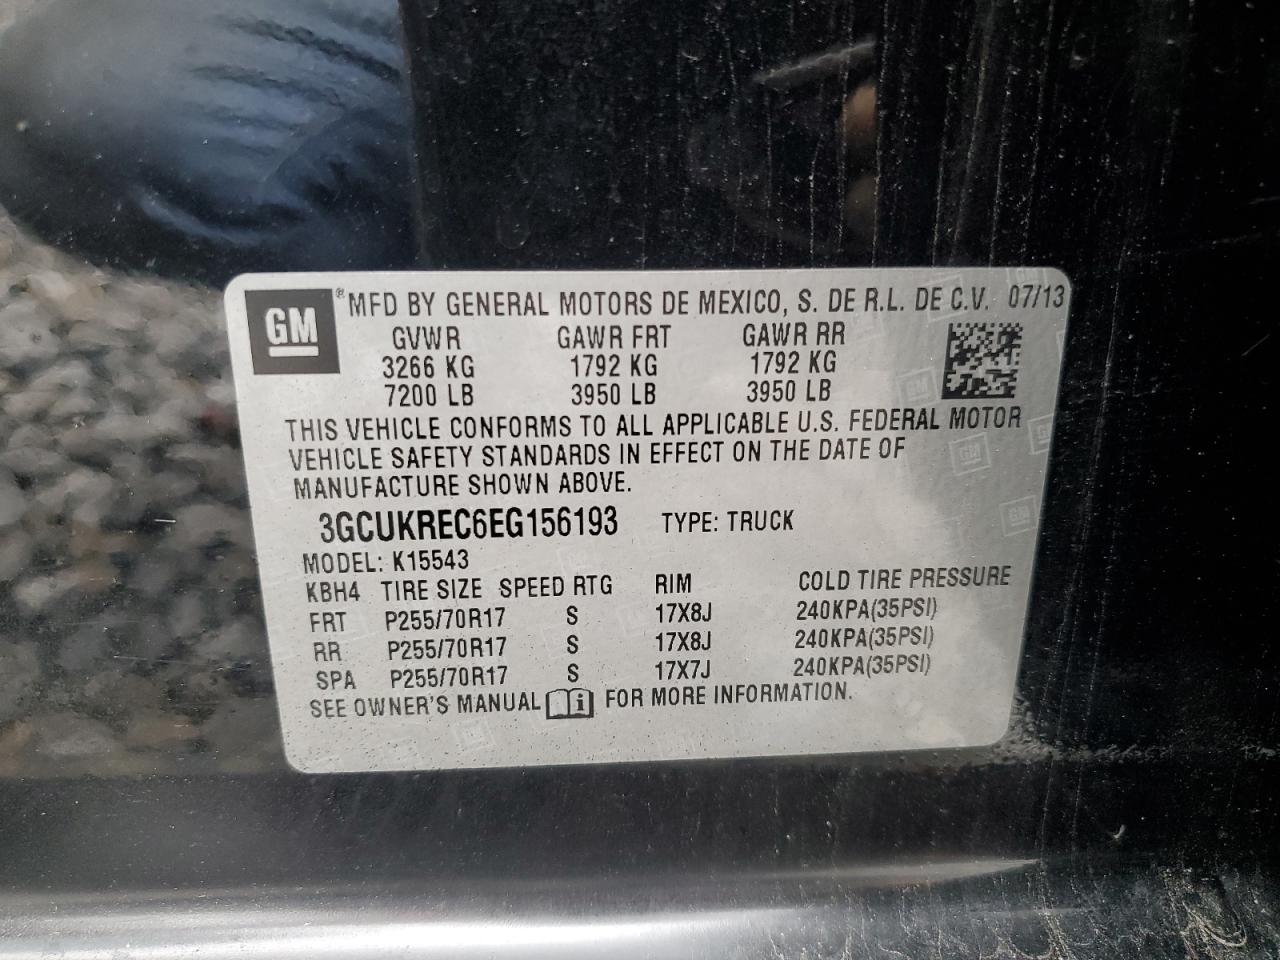 GM ® MFD BY GENERAL MOTORS DE MEXICO, S. DE R.L. DE C.V. 07/13
GVWR GAWR FRT GAWR RR
3266 KG 1792 KG 1792 KG
7200 LB 3950 LB 3950 LB
THIS VEHICLE CONFORMS TO ALL APPLICABLE U.S. FEDERAL MOTOR
VEHICLE SAFETY STANDARDS IN EFFECT ON THE DATE OF
MANUFACTURE SHOWN ABOVE.
3GCUKREC6EG156193 TYPE: TRUCK
MODEL: K15543
KBH4 TIRE SIZE SPEED RTG RIM COLD TIRE PRESSURE
FRT P255/70R17 S 17X8J 240KPA(35PSI)
RR P255/70R17 S 17X8J 240KPA(35PSI)
SPA P255/70R17 S 17X7J 240KPA(35PSI)
SEE OWNER'S MANUAL i FOR MORE INFORMATION.